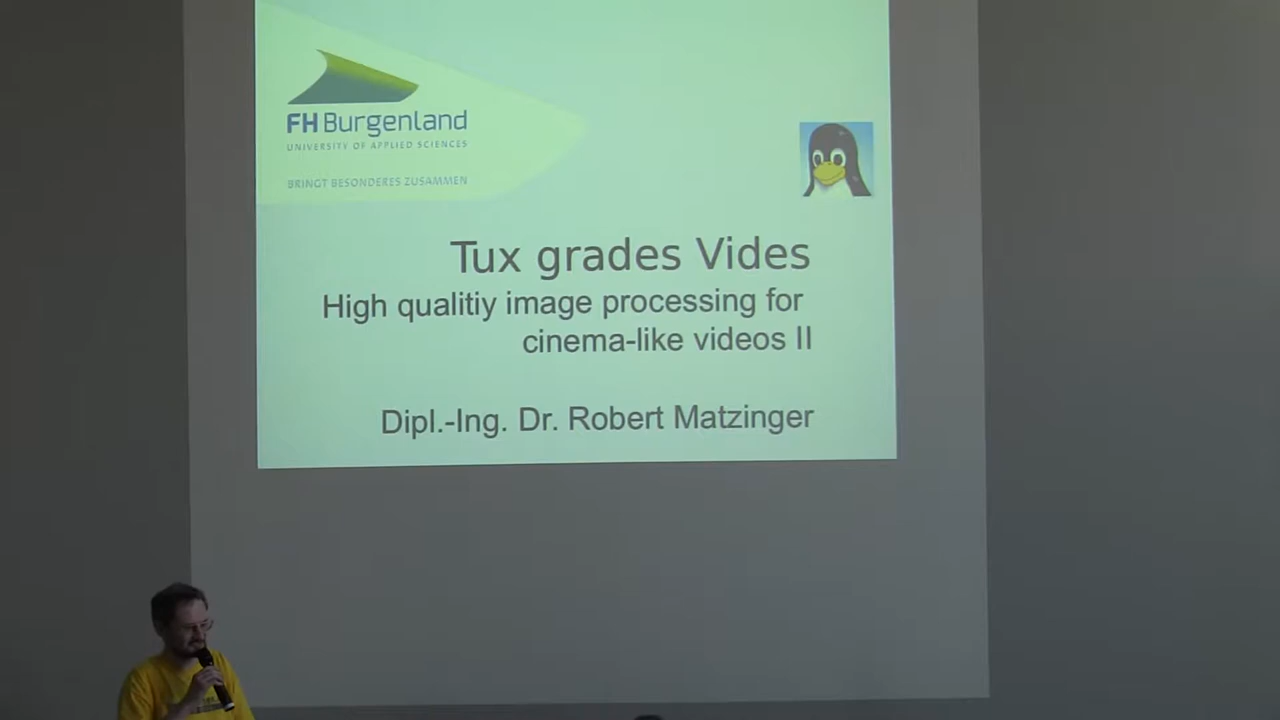 FH Burgenland
UNIVERSITY OF APPLIED SCIENCES
BRINGT BESONDERES ZUSAMMEN
Tux grades Vides
High qualitiy image processing for
cinema-like videos II
Dipl.-Ing. Dr. Robert Matzinger